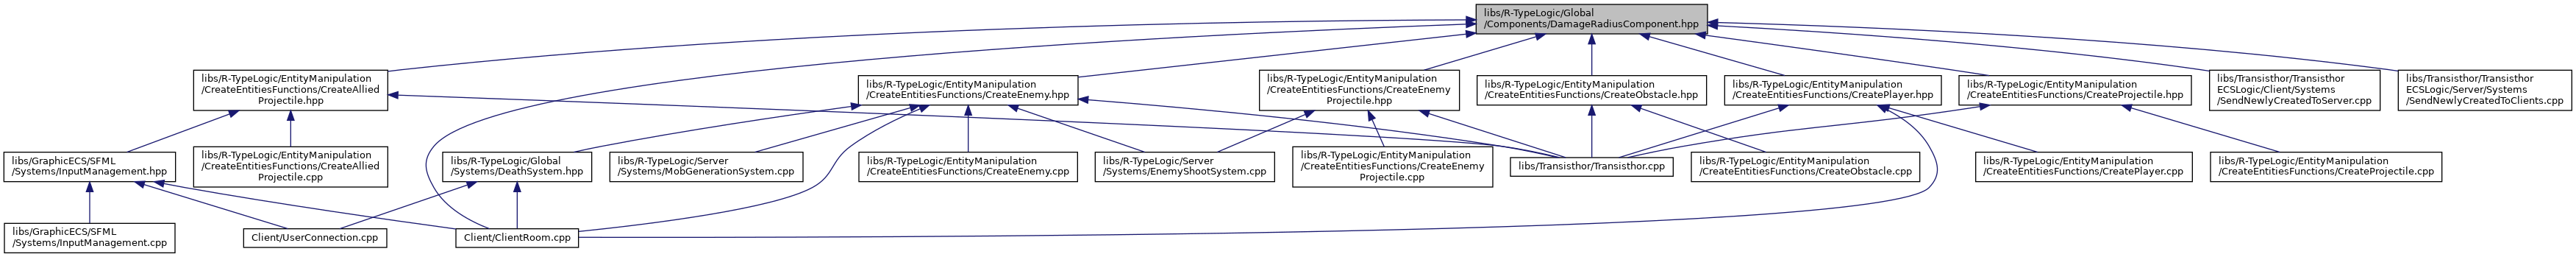 libs/R-TypeLogic/Global
/Components/DamageRadiusComponent.hpp
libs/R-TypeLogic/EntityManipulation
/CreateEntitiesFunctions/CreateAllied
Projectile.hpp
libs/R-TypeLogic/EntityManipulation
/CreateEntitiesFunctions/CreateEnemy.hpp
libs/R-TypeLogic/EntityManipulation
/CreateEntitiesFunctions/CreateEnemy
Projectile.hpp
libs/R-TypeLogic/EntityManipulation
/CreateEntitiesFunctions/CreateObstacle.hpp
libs/R-TypeLogic/EntityManipulation
/CreateEntitiesFunctions/CreatePlayer.hpp
libs/R-TypeLogic/EntityManipulation
/CreateEntitiesFunctions/CreateProjectile.hpp
libs/Transisthor/Transisthor
ECSLogic/Client/Systems
/SendNewlyCreatedToServer.cpp
libs/Transisthor/Transisthor
ECSLogic/Server/Systems
/SendNewlyCreatedToClients.cpp
libs/GraphicECS/SFML
/Systems/InputManagement.hpp
libs/R-TypeLogic/EntityManipulation
/CreateEntitiesFunctions/CreateAllied
Projectile.cpp
libs/R-TypeLogic/Global
/Systems/DeathSystem.hpp
libs/R-TypeLogic/Server
/Systems/MobGenerationSystem.cpp
libs/R-TypeLogic/EntityManipulation
/CreateEntitiesFunctions/CreateEnemy.cpp
libs/R-TypeLogic/Server
/Systems/EnemyShootSystem.cpp
libs/R-TypeLogic/EntityManipulation
/CreateEntitiesFunctions/CreateEnemy
Projectile.cpp
libs/Transisthor/Transisthor.cpp
libs/R-TypeLogic/EntityManipulation
/CreateEntitiesFunctions/CreateObstacle.cpp
libs/R-TypeLogic/EntityManipulation
/CreateEntitiesFunctions/CreatePlayer.cpp
libs/R-TypeLogic/EntityManipulation
/CreateEntitiesFunctions/CreateProjectile.cpp
libs/GraphicECS/SFML
/Systems/InputManagement.cpp
Client/UserConnection.cpp
Client/ClientRoom.cpp